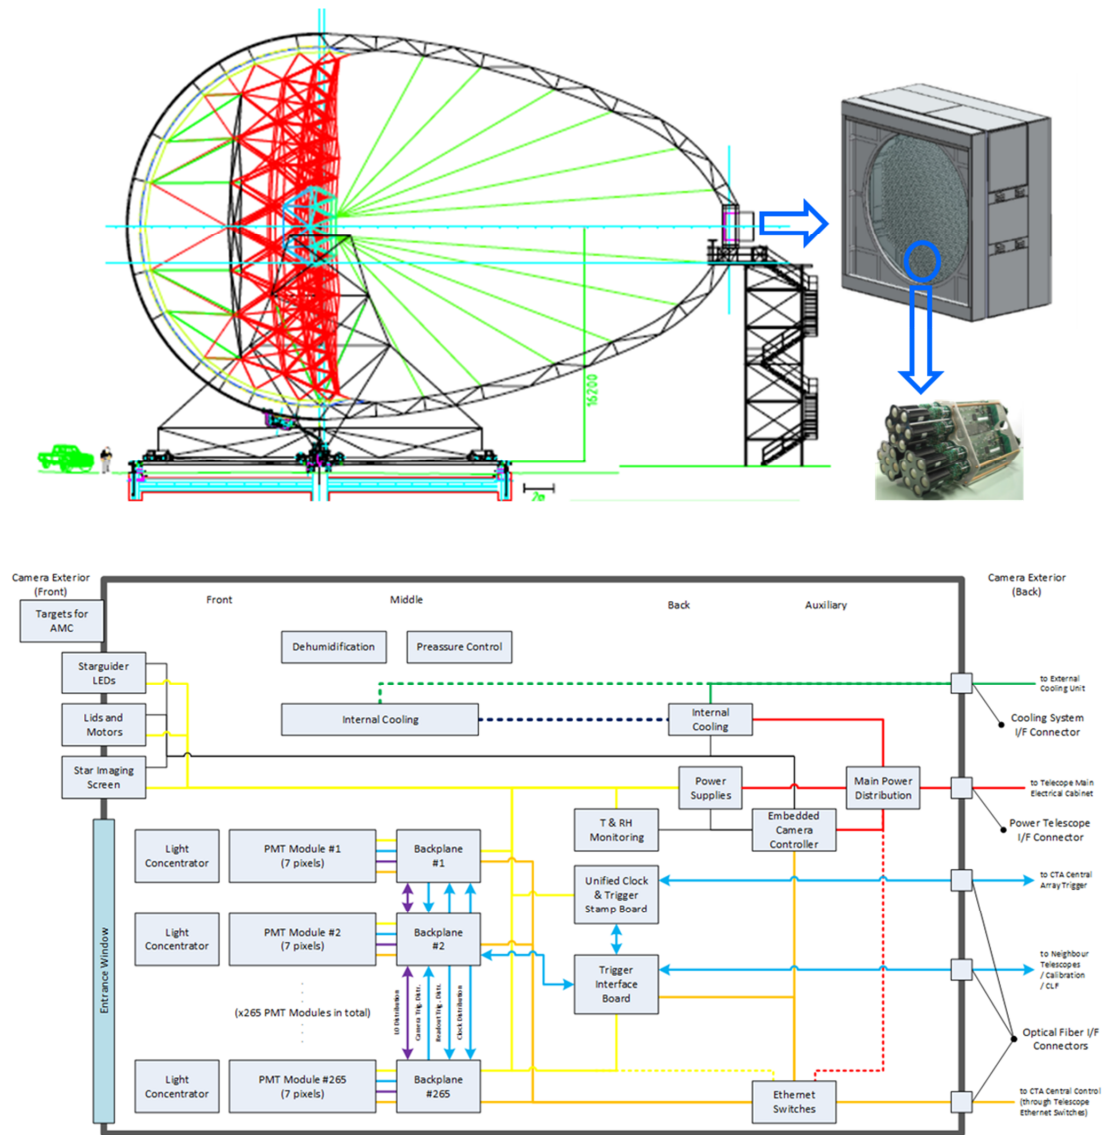 16200
2m
Camera Exterior
(Front)
Front
Middle
Back
Auxiliary
Camera Exterior
(Back)
Targets for
AMC
Dehumidification
Preassure Control
Starguider
LEDs
to External
Cooling Unit
Lids and
Motors
Internal Cooling
Internal
Cooling
Cooling System
I/F Connector
Star Imaging
Screen
Power
Supplies
Main Power
Distribution
to Telescope Main
Electrical Cabinet
T & RH
Monitoring
Embedded
Camera
Controller
Power Telescope
I/F Connector
Entrance Window
Light
Concentrator
PMT Module #1
(7 pixels)
Backplane
#1
Unified Clock
& Trigger
Stamp Board
to CTA Central
Array Trigger
Light
Concentrator
PMT Module #2
(7 pixels)
Backplane
#2
Trigger
Interface
Board
to Neighbour
Telescopes
/ Calibration
/ CLF
(x265 PMT Modules in total)
L0 Distribution
Camera Trig. Distr.
Readout Trig. Distr.
Clock Distribution
Optical Fiber I/F
Connectors
Light
Concentrator
PMT Module #265
(7 pixels)
Backplane
#265
Ethernet
Switches
to CTA Central Control
(through Telescope
Ethernet Switches)